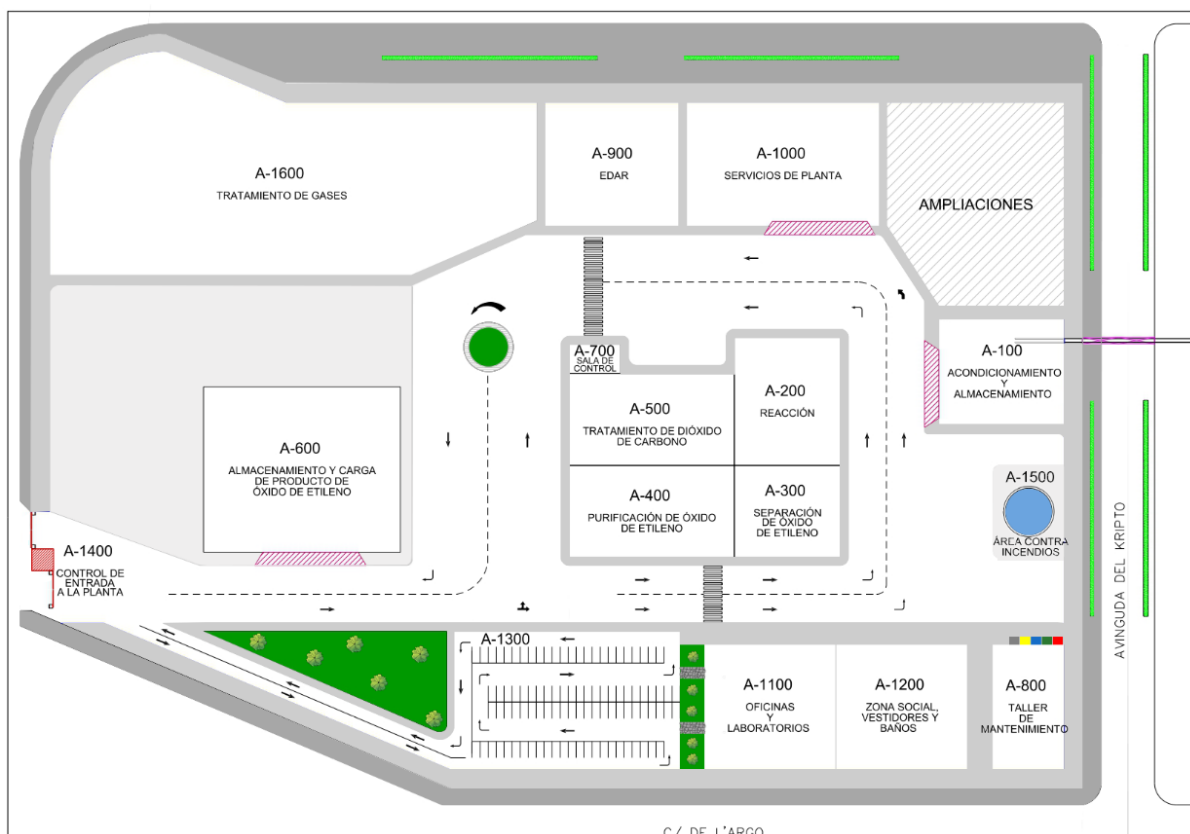 A-1600
TRATAMIENTO DE GASES
A-900
EDAR
A-1000
SERVICIOS DE PLANTA
AMPLIACIONES
A-700
SALA DE
CONTROL
A-200
REACCIÓN
A-100
ACONDICIONAMIENTO
Y
ALMACENAMIENTO
A-500
TRATAMIENTO DE DIÓXIDO
DE CARBONO
A-600
ALMACENAMIENTO Y CARGA
DE PRODUCTO DE
ÓXIDO DE ETILENO
A-400
PURIFICACIÓN DE ÓXIDO
DE ETILENO
A-300
SEPARACIÓN
DE ÓXIDO
DE ETILENO
A-1500
ÁREA CONTRA
INCENDIOS
A-1400
CONTROL DE
ENTRADA
A LA PLANTA
AVINGUDA DEL KRIPTO
A-1300
A-1100
OFICINAS
Y
LABORATORIOS
A-1200
ZONA SOCIAL,
VESTIDORES Y
BAÑOS
A-800
TALLER
DE
MANTENIMIENTO
C/ DE L'ARGO